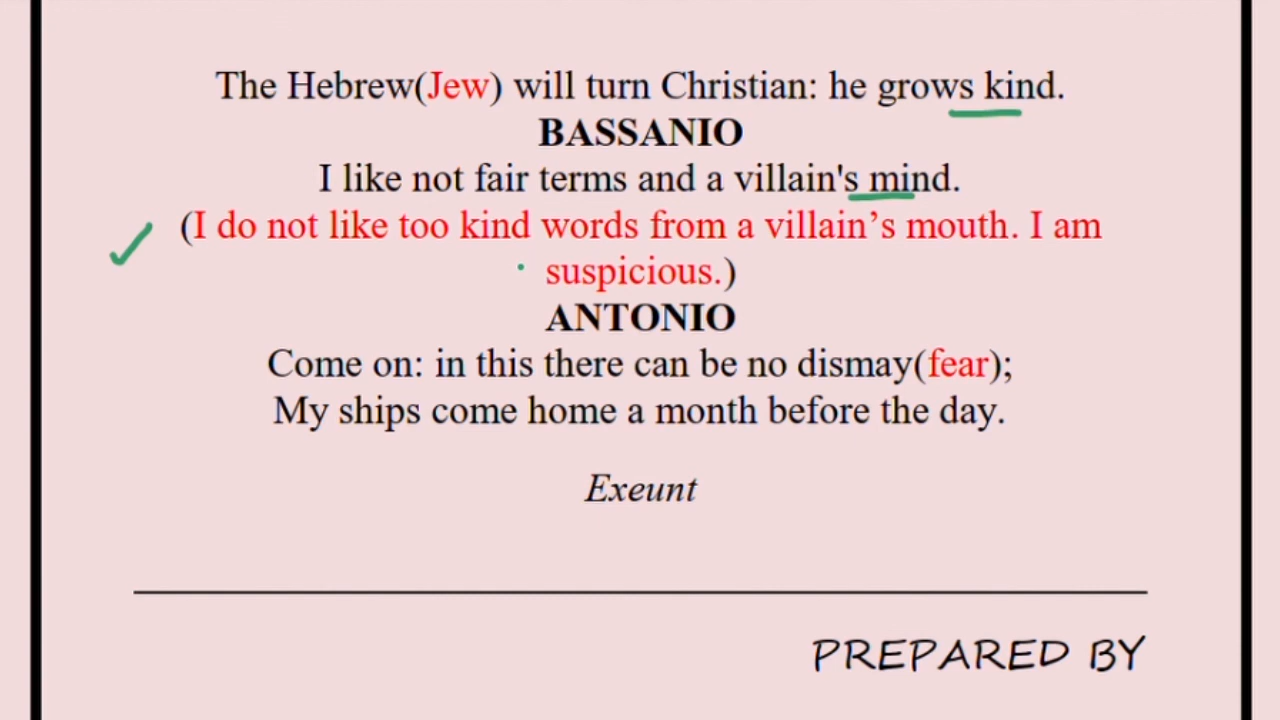 The Hebrew(Jew) will turn Christian: he grows kind.
BASSANIO
I like not fair terms and a villain's mind.
(I do not like too kind words from a villain’s mouth. I am
suspicious.)
ANTONIO
Come on: in this there can be no dismay(fear);
My ships come home a month before the day.
Exeunt
PREPARED BY